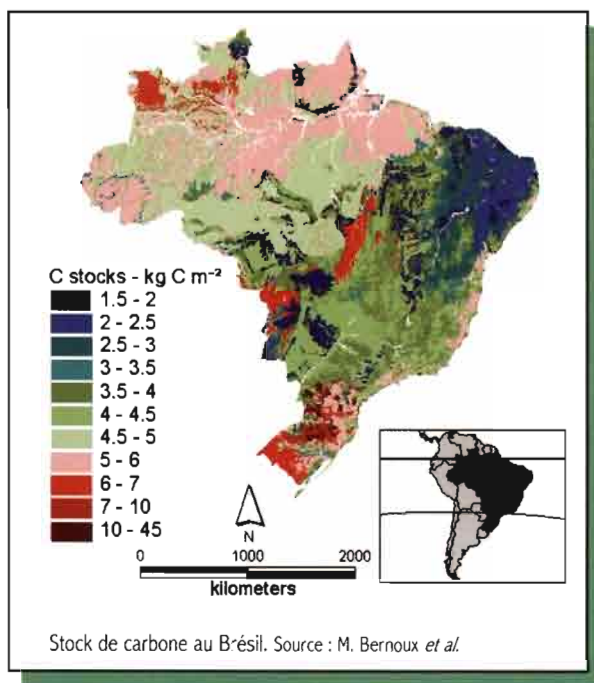 C stocks - kg C m⁻²
1.5 - 2
2 - 2.5
2.5 - 3
3 - 3.5
3.5 - 4
4 - 4.5
4.5 - 5
5 - 6
6 - 7
7 - 10
10 - 45
N
0 1000 2000
kilometers
Stock de carbone au Brésil. Source : M. Bernoux et al.